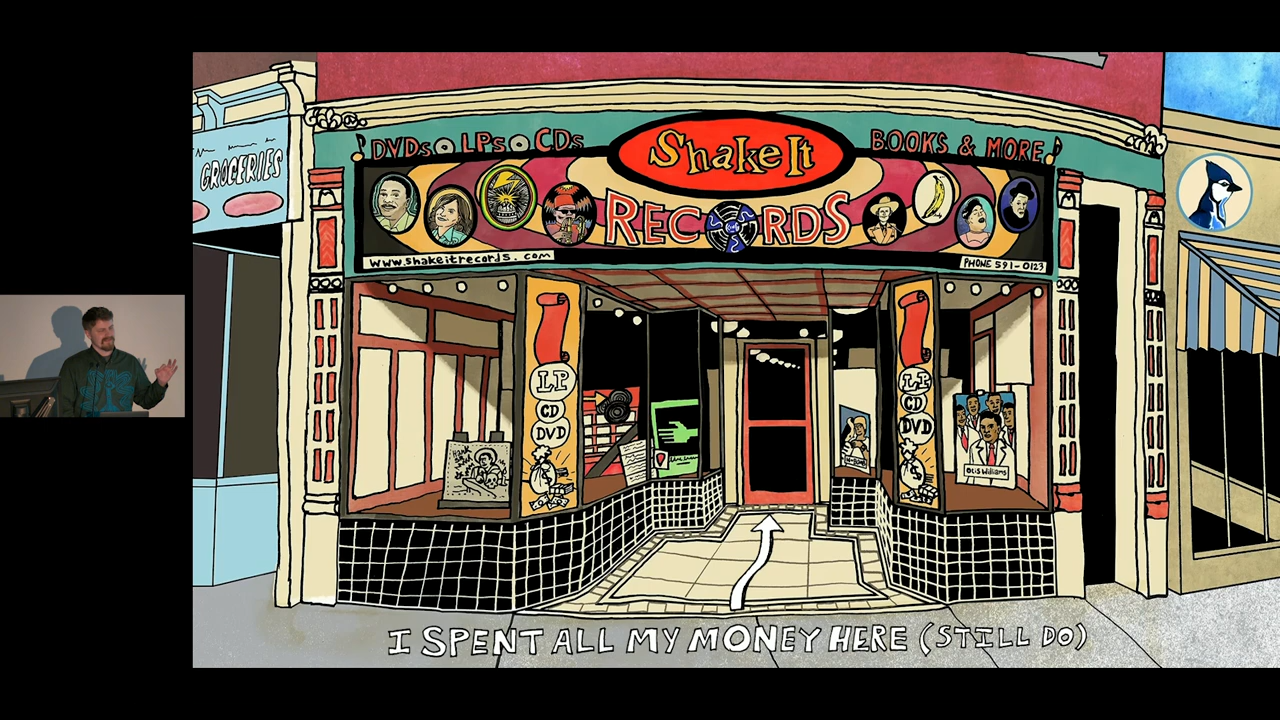 GROCERIES
DVDs LPs CDs
Shake It
BOOKS & MORE
RECORDS
www.shakeitrecords.com
PHONE 591-0123
LP
CD
DVD
LP
CD
DVD
Otis Williams
I SPENT ALL MY MONEY HERE (STILL DO)